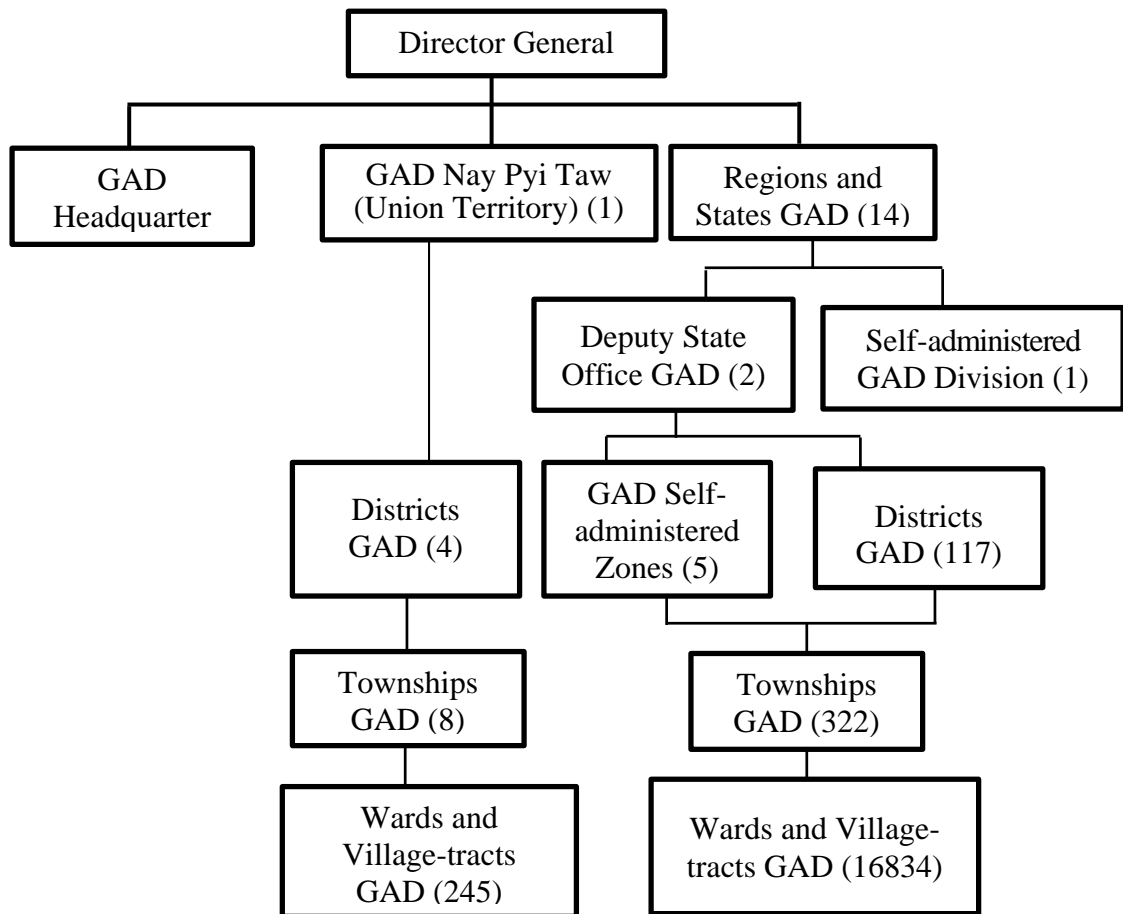 Director General
GAD
Headquarter
GAD Nay Pyi Taw
(Union Territory) (1)
Regions and
States GAD (14)
Deputy State
Office GAD (2)
Self-administered
GAD Division (1)
Districts
GAD (4)
GAD Self-
administered
Zones (5)
Districts
GAD (117)
Townships
GAD (8)
Townships
GAD (322)
Wards and
Village-tracts
GAD (245)
Wards and Village-
tracts GAD (16834)